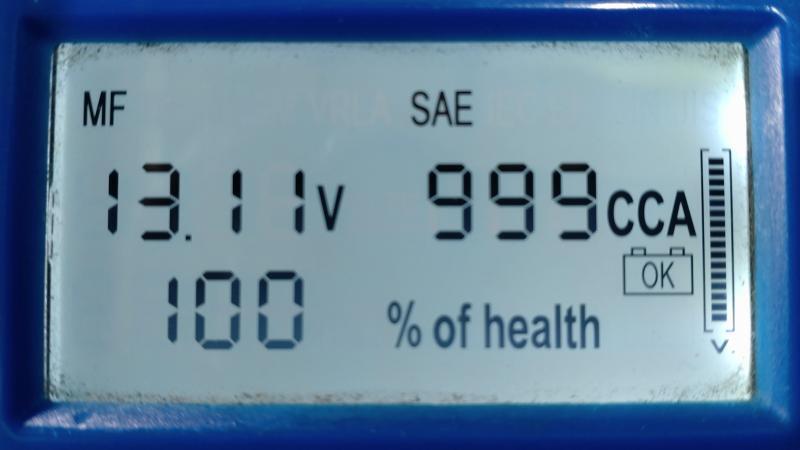 MF SAE
13.11V 999CCA
OK
100 % of health